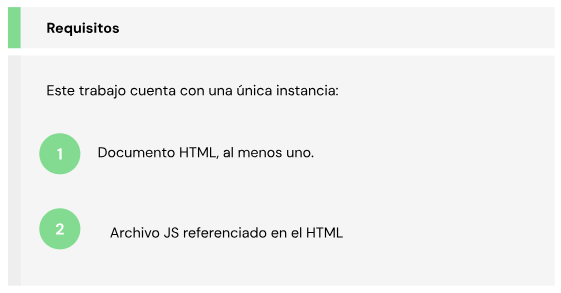 Requisitos
Este trabajo cuenta con una única instancia:
1 Documento HTML, al menos uno.
2 Archivo JS referenciado en el HTML